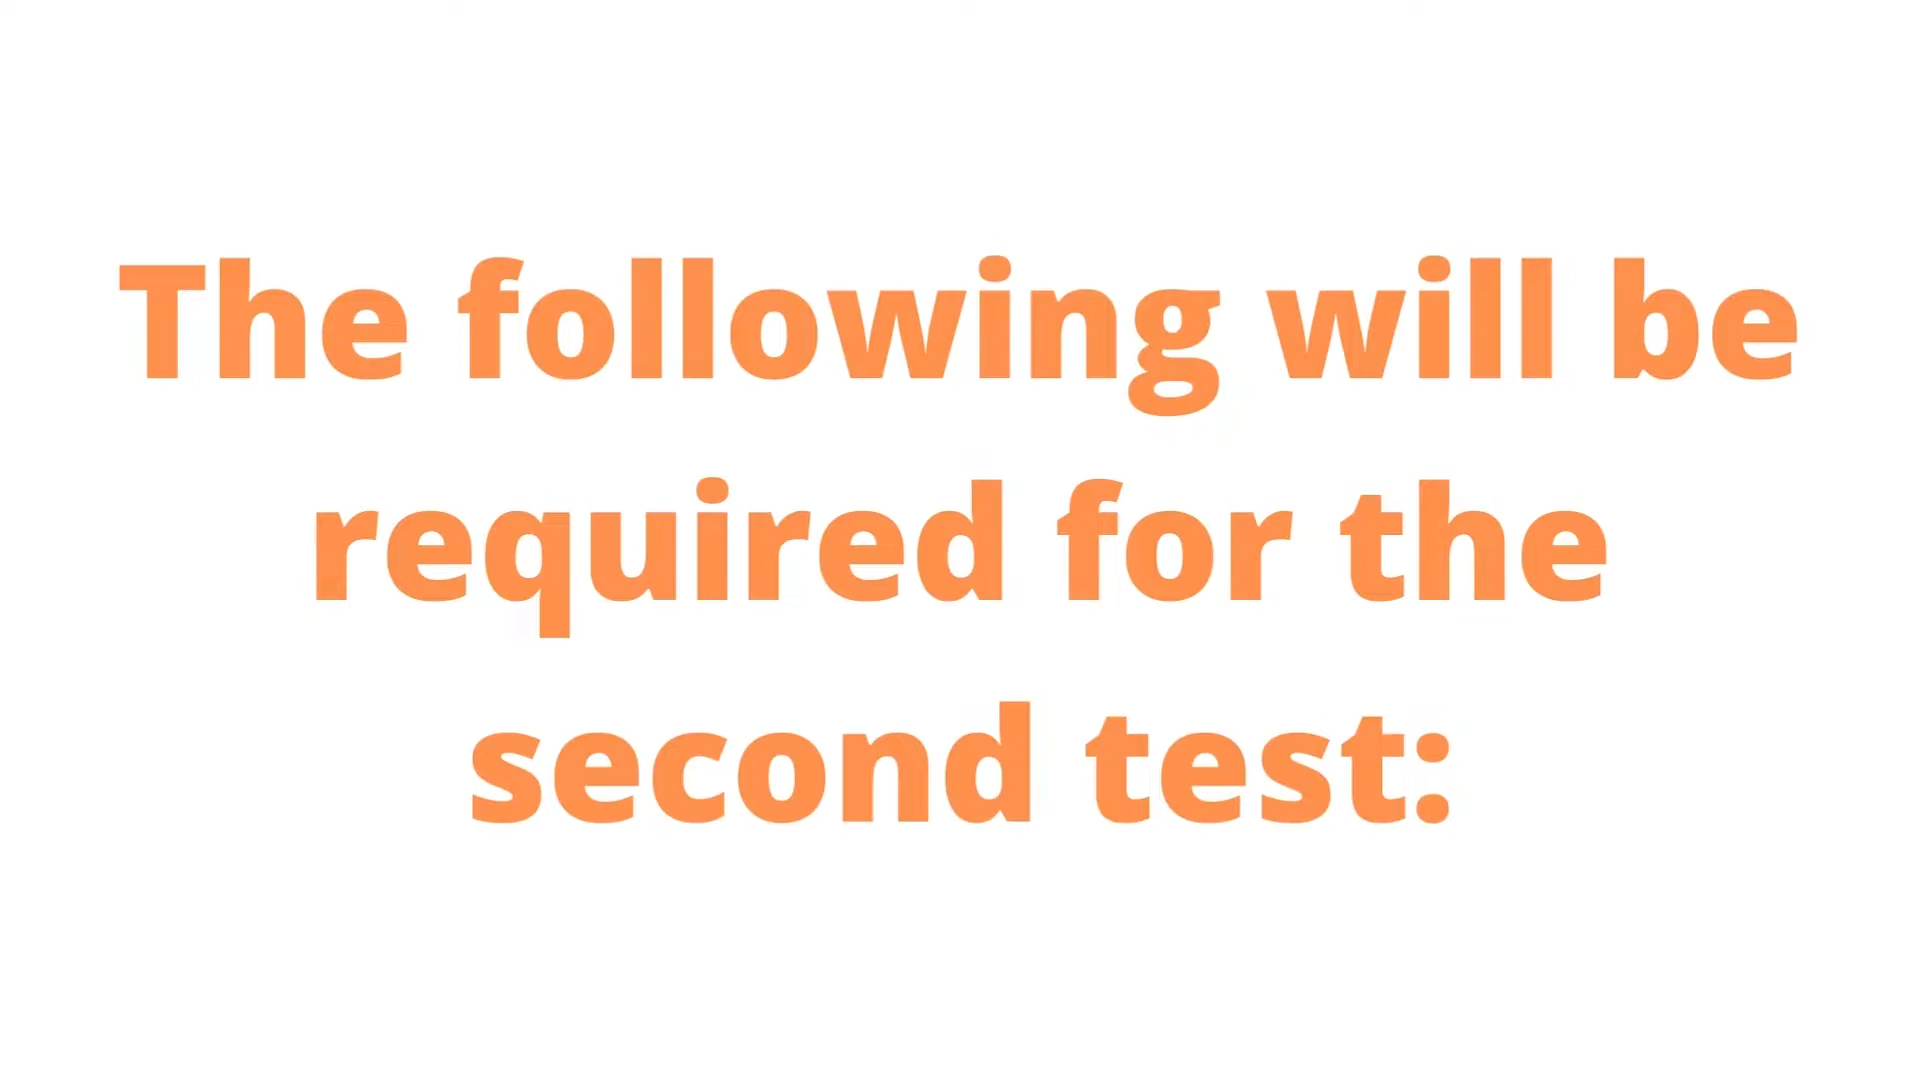 The following will be
required for the
second test: